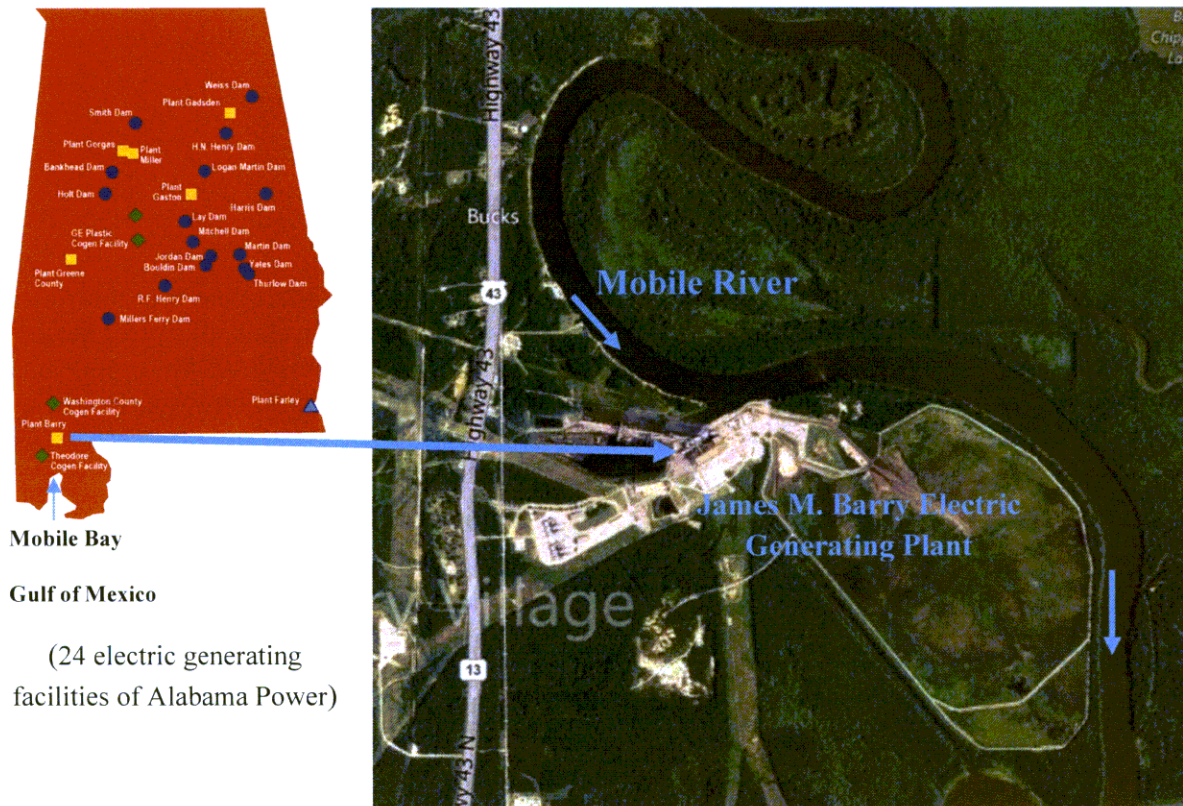 Weiss Dam
Plant Gadsden
Smith Dam
H.N. Henry Dam
Plant Gorgas
Plant
Miller
Bankhead Dam
Logan Martin Dam
Holt Dam
Plant
Gaston
Harris Dam
Lay Dam
GE Plastic
Cogen Facility
Mitchell Dam
Jordan Dam
Martin Dam
Bouldin Dam
Yates Dam
Plant Greene
County
Thurlow Dam
R.F. Henry Dam
Millers Ferry Dam
Washington County
Cogen Facility
Plant Farley
Plant Barry
Theodore
Cogen Facility
Mobile Bay
Gulf of Mexico
(24 electric generating
facilities of Alabama Power)
Highway 43
Bucks
Mobile River
43
Highway 43
James M. Barry Electric
Generating Plant
Village
13
43 N